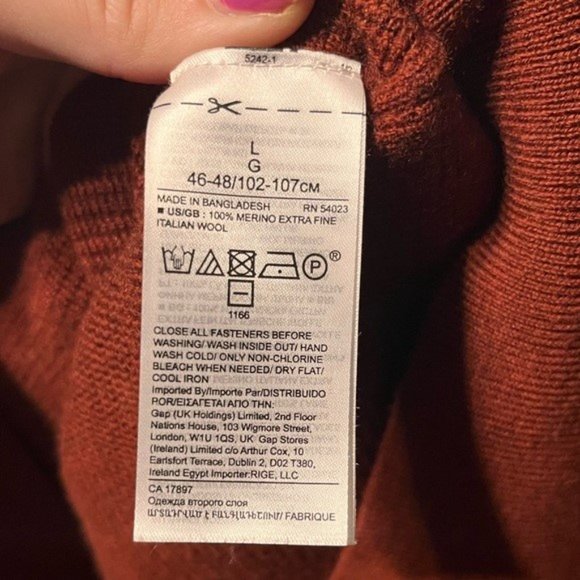 5242-1
L
G
46-48/102-107CM
MADE IN BANGLADESH RN 54023
■ US/GB : 100% MERINO EXTRA FINE
ITALIAN WOOL
P®
1166
CLOSE ALL FASTENERS BEFORE
WASHING/ WASH INSIDE OUT/ HAND
WASH COLD/ ONLY NON-CHLORINE
BLEACH WHEN NEEDED/ DRY FLAT/
COOL IRON
Imported By/Importe Par/DISTRIBUIDO
POR/ΕΙΣΑΓΕΤΑΙ ΑΠΟ ΤΗΝ:
Gap (UK Holdings) Limited, 2nd Floor
Nations House, 103 Wigmore Street,
London, W1U 1QS, UK Gap Stores
(Ireland) Limited c/o Arthur Cox, 10
Earlsfort Terrace, Dublin 2, D02 T380,
Ireland Egypt Importer:RIGE, LLC
CA 17897
Одежда второго слоя
ԱՐՏԱԴՐՎԱԾ Է ԲԱՆԳԼԱԴԵՇՈՒՄ/ FABRIQUE